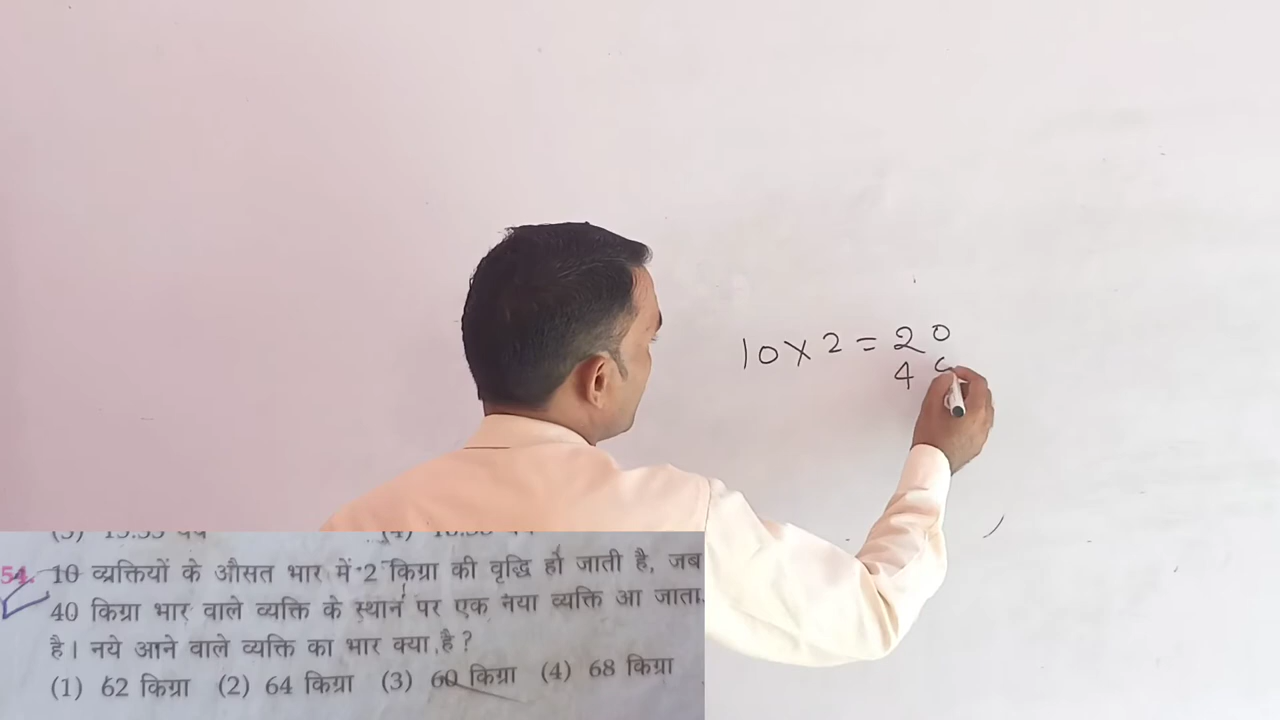 10 X 2 = 20
4
54. 10 व्यक्तियों के औसत भार में 2 किग्रा की वृद्धि हो जाती है, जब
40 किग्रा भार वाले व्यक्ति के स्थान पर एक नया व्यक्ति आ जाता
है। नये आने वाले व्यक्ति का भार क्या है ?
(1) 62 किग्रा (2) 64 किग्रा (3) 60 किग्रा (4) 68 किग्रा